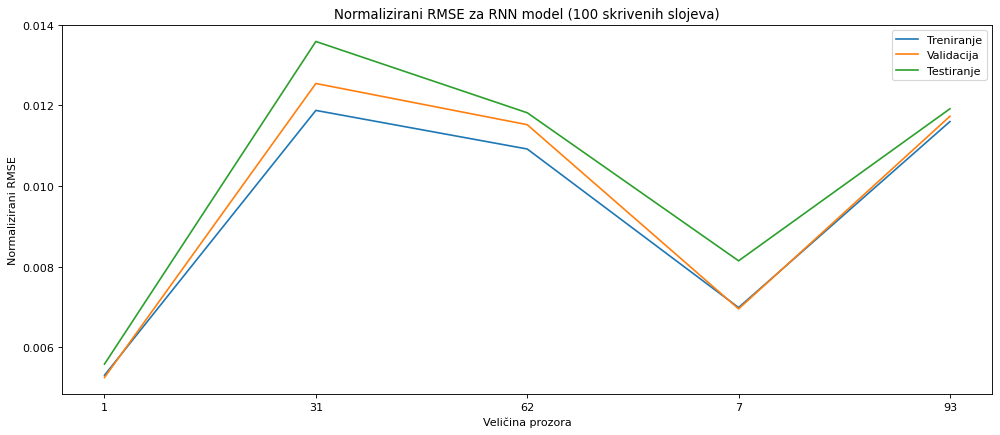 Normalizirani RMSE za RNN model (100 skrivenih slojeva)
Normalizirani RMSE
0.014
0.012
0.010
0.008
0.006
Treniranje
Validacija
Testiranje
1
31
62
7
93
Veličina prozora